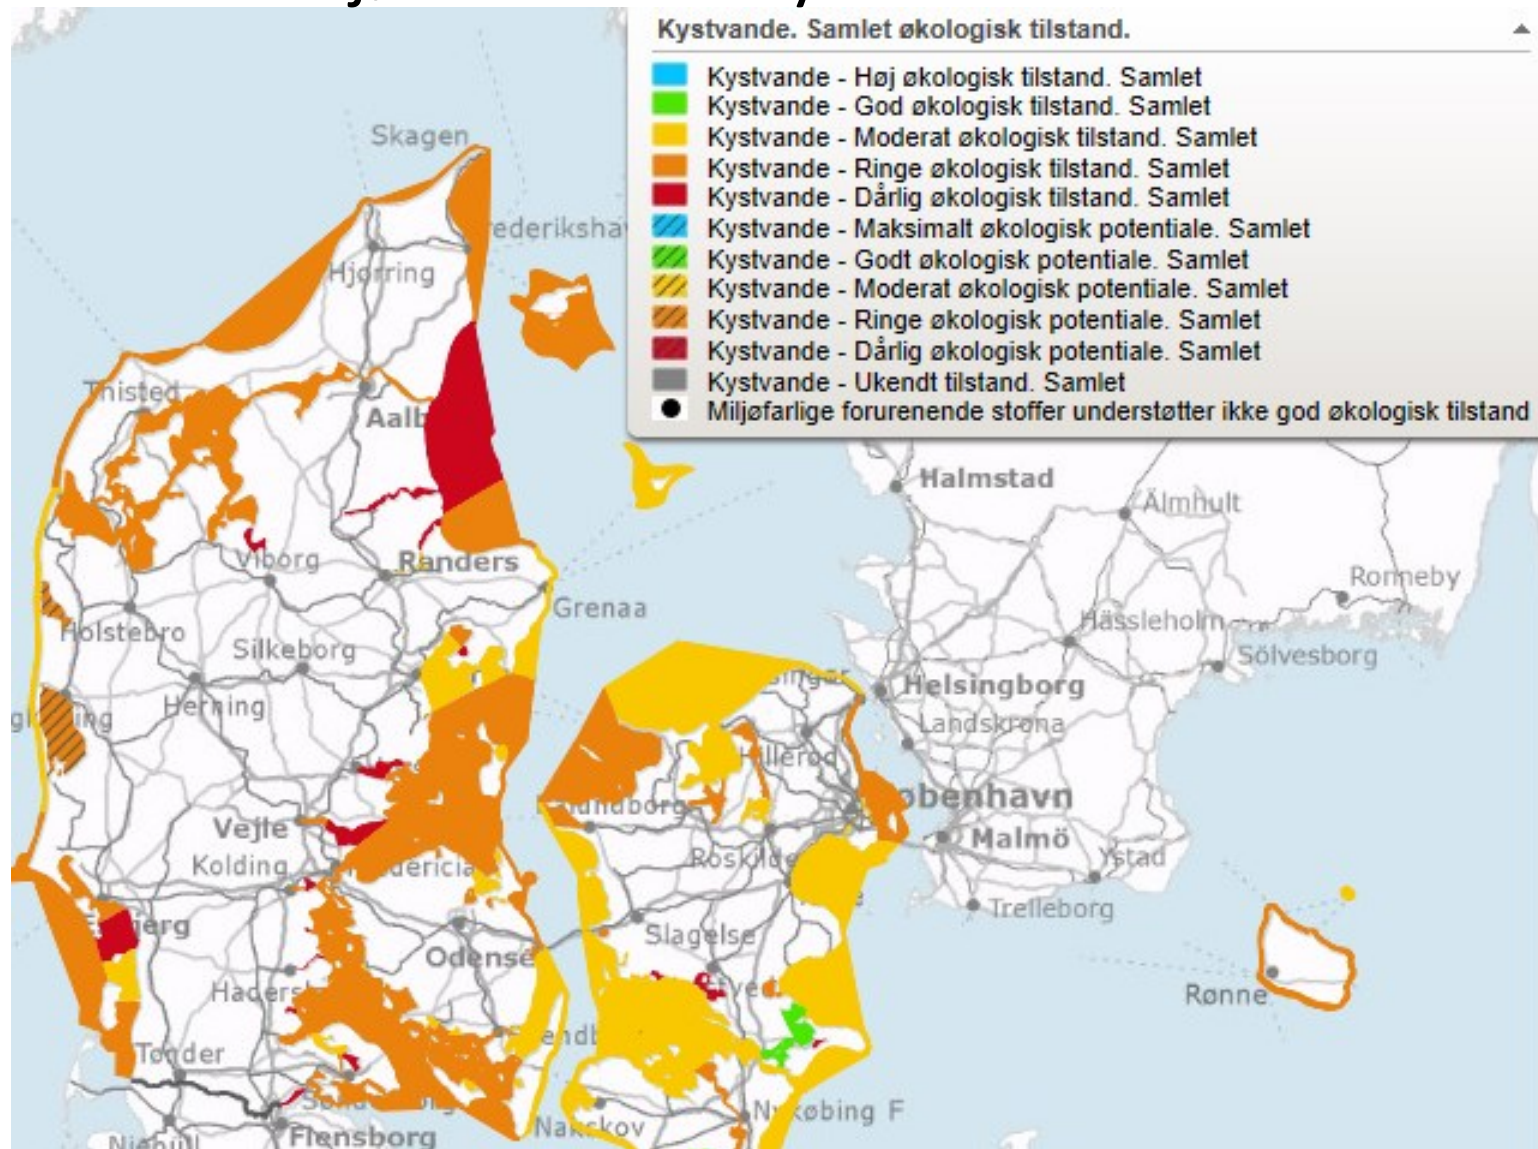 Kystvande. Samlet økologisk tilstand.
Kystvande - Høj økologisk tilstand. Samlet
Kystvande - God økologisk tilstand. Samlet
Kystvande - Moderat økologisk tilstand. Samlet
Kystvande - Ringe økologisk tilstand. Samlet
Kystvande - Dårlig økologisk tilstand. Samlet
Kystvande - Maksimalt økologisk potentiale. Samlet
Kystvande - Godt økologisk potentiale. Samlet
Kystvande - Moderat økologisk potentiale. Samlet
Kystvande - Ringe økologisk potentiale. Samlet
Kystvande - Dårlig økologisk potentiale. Samlet
Kystvande - Ukendt tilstand. Samlet
Miljøfarlige forurenende stoffer understøtter ikke god økologisk tilstand
Skagen
Hjørring
Thisted
Halmstad
Älmhult
Viborg
Randers
Ronneby
Grenaa
Holstebro
Hässleholm
Silkeborg
Sölvesborg
Helsingborg
Herning
Landskrona
Hillerød
Vejle
Malmö
Kolding
Roskilde
Ystad
Trelleborg
Slagelse
Odense
Rønne
Tønder
Nakskov
Nykøbing F
Flensborg